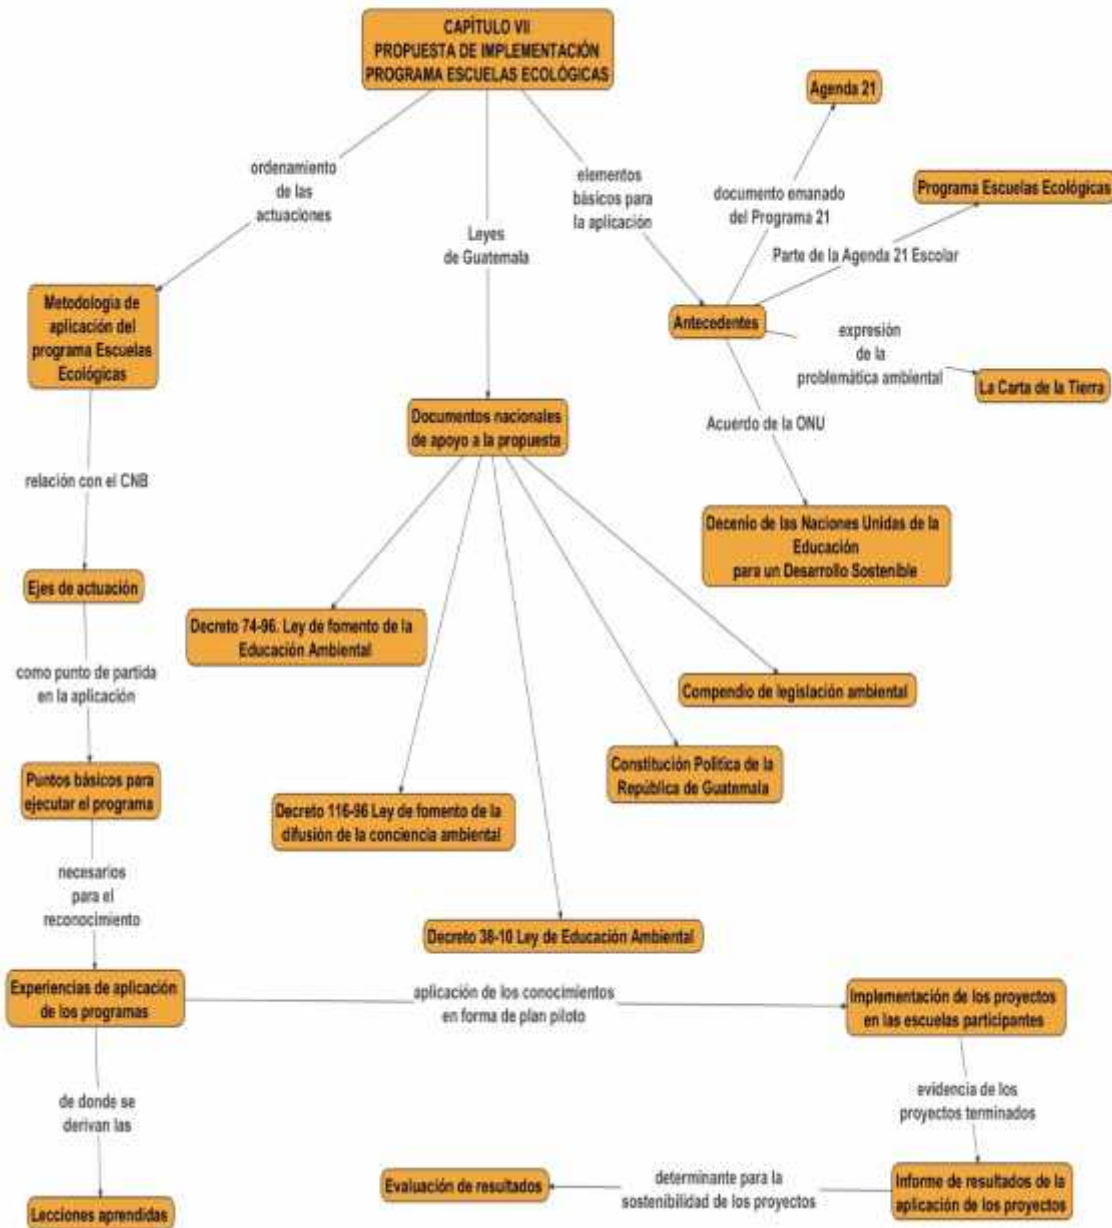 CAPÍTULO VII
PROPUESTA DE IMPLEMENTACIÓN
PROGRAMA ESCUELAS ECOLÓGICAS
Agenda 21
ordenamiento
de las
actuaciones
elementos
básicos para
la aplicación
documento emanado
del Programa 21
Programa Escuelas Ecológicas
Leyes
de Guatemala
Parte de la Agenda 21 Escolar
Metodología de
aplicación del
programa Escuelas
Ecológicas
Antecedentes
expresión
de la
problemática ambiental
La Carta de la Tierra
Documentos nacionales
de apoyo a la propuesta
Acuerdo de la ONU
relación con el CNB
Decenio de las Naciones Unidas de la
Educación
para un Desarrollo Sostenible
Ejes de actuación
Decreto 74-96. Ley de fomento de la
Educación Ambiental
como punto de partida
en la aplicación
Compendio de legislación ambiental
Puntos básicos para
ejecutar el programa
Constitución Política de la
República de Guatemala
Decreto 116-96 Ley de fomento de la
difusión de la conciencia ambiental
necesarios
para el
reconocimiento
Decreto 38-10 Ley de Educación Ambiental
Experiencias de aplicación
de los programas
aplicación de los conocimientos
en forma de plan piloto
Implementación de los proyectos
en las escuelas participantes
de donde se
derivan las
evidencia de los
proyectos terminados
Evaluación de resultados
determinante para la
sostenibilidad de los proyectos
Informe de resultados de la
aplicación de los proyectos
Lecciones aprendidas